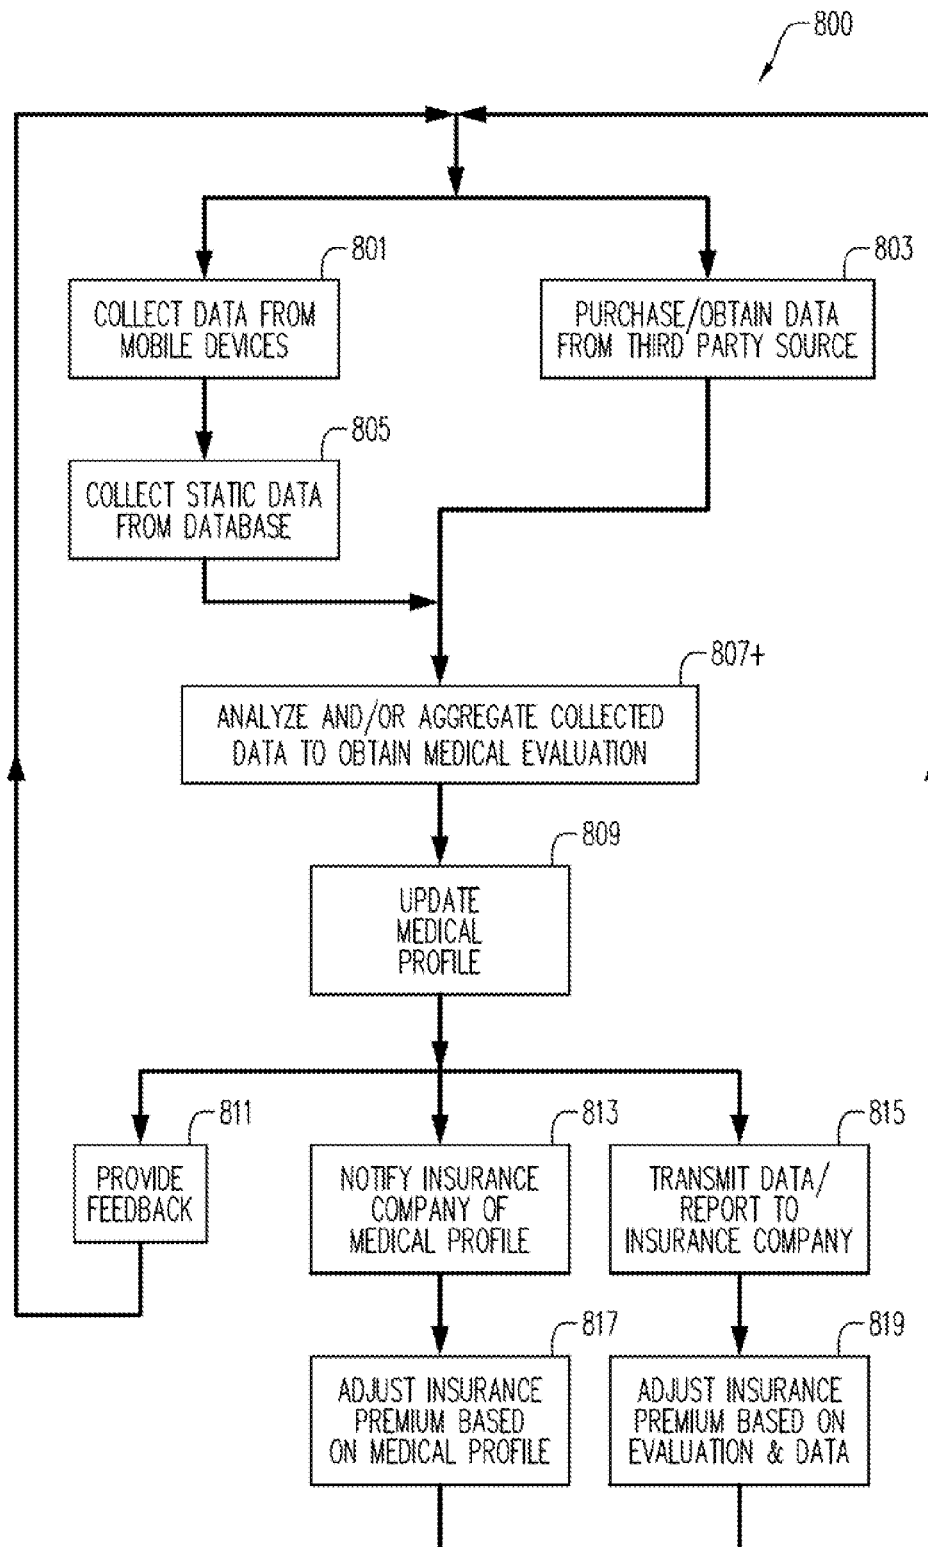 800
801
COLLECT DATA FROM
MOBILE DEVICES
803
PURCHASE/OBTAIN DATA
FROM THIRD PARTY SOURCE
805
COLLECT STATIC DATA
FROM DATABASE
807+
ANALYZE AND/OR AGGREGATE COLLECTED
DATA TO OBTAIN MEDICAL EVALUATION
809
UPDATE
MEDICAL
PROFILE
811
PROVIDE
FEEDBACK
813
NOTIFY INSURANCE
COMPANY OF
MEDICAL PROFILE
815
TRANSMIT DATA/
REPORT TO
INSURANCE COMPANY
817
ADJUST INSURANCE
PREMIUM BASED
ON MEDICAL PROFILE
819
ADJUST INSURANCE
PREMIUM BASED ON
EVALUATION & DATA